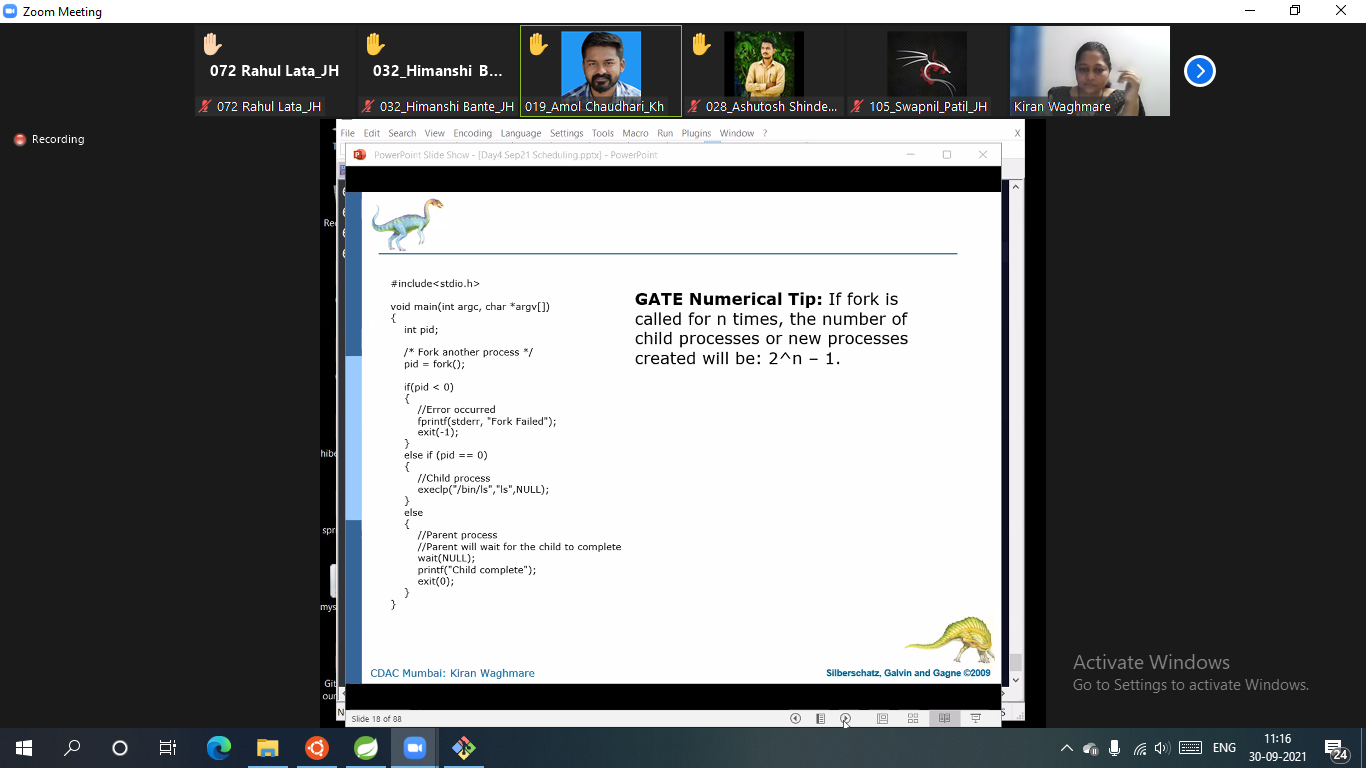 Zoom Meeting
072 Rahul Lata_JH
032_Himanshi B...
072 Rahul Lata_JH
032_Himanshi Bante_JH
019_Amol Chaudhari_Kh
028_Ashutosh Shinde...
105_Swapnil_Patil_JH
Kiran Waghmare
Recording
File Edit Search View Encoding Language Settings Tools Macro Run Plugins Window ? X
PowerPoint Slide Show - [Day4 Sep21 Scheduling.pptx] - PowerPoint
#include<stdio.h>
void main(int argc, char *argv[])
{
int pid;
/* Fork another process */
pid = fork();
if(pid < 0)
{
//Error occurred
fprintf(stderr, "Fork Failed");
exit(-1);
}
else if (pid == 0)
{
//Child process
execlp("/bin/ls","ls",NULL);
}
else
{
//Parent process
//Parent will wait for the child to complete
wait(NULL);
printf("Child complete");
exit(0);
}
}
GATE Numerical Tip: If fork is
called for n times, the number of
child processes or new processes
created will be: 2^n – 1.
CDAC Mumbai: Kiran Waghmare
Silberschatz, Galvin and Gagne ©2009
Slide 18 of 88
Activate Windows
Go to Settings to activate Windows.
ENG
11:16
30-09-2021
24